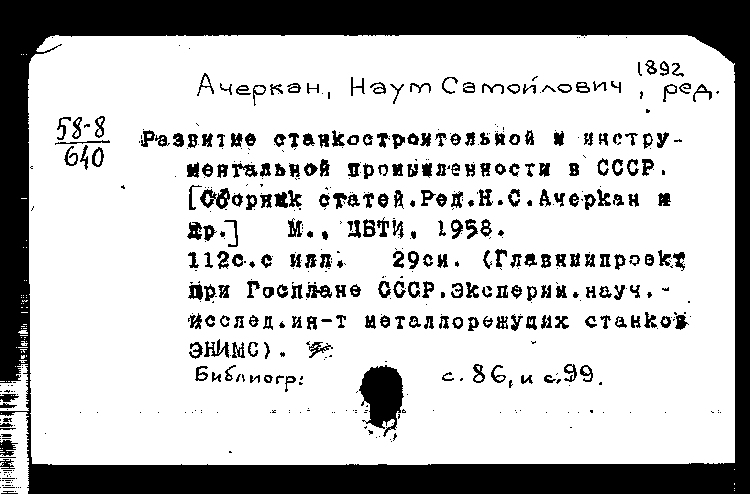 1892
Ачеркан, Наум Самойлович, ред.
58-8
640
Развитие станкостроительной и инстру-
ментальной промышленности в СССР.
[Сборник статей.Ред.Н.С.Ачеркан и
др.] М., ЦБТИ, 1958.
112с.с илл. 29см. (Главниипроект
при Госплане СССР.Эксперим.науч.-
исслед.ин-т металлорежущих станков
ЭНИМС).
Библиогр: с.86, и с.99.